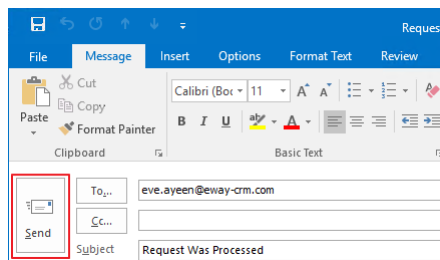 Reques
File Message Insert Options Format Text Review
Paste
Cut
Copy
Format Painter
Clipboard
Calibri (Boc 11 A A
B I U aby A
Basic Text
Send
To...
eve.ayeen@eway-crm.com
Cc...
Subject
Request Was Processed